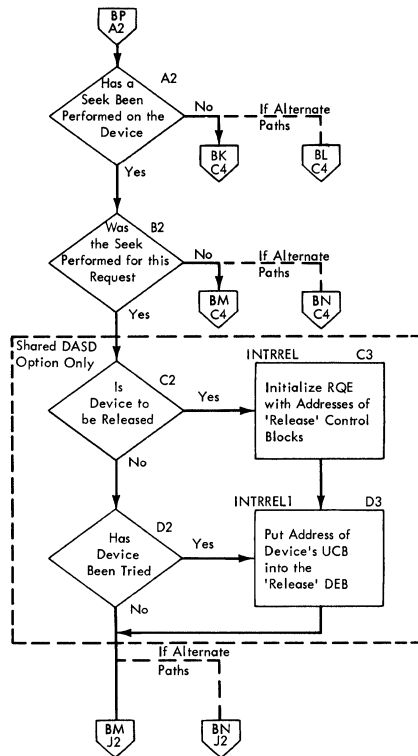 BP
A2
A2
Has a
Seek Been
Performed on the
Device
No
If Alternate
Paths
BK
C4
BL
C4
Yes
B2
Was
the Seek
Performed for this
Request
No
If Alternate
Paths
BM
C4
BN
C4
Yes
Shared DASD
Option Only
C2
Is
Device to
be Released
Yes
INTRREL C3
Initialize RQE
with Addresses of
'Release' Control
Blocks
No
D2
Has
Device
Been Tried
Yes
INTRREL1 D3
Put Address of
Device's UCB
into the
'Release' DEB
No
If Alternate
Paths
BM
J2
BN
J2